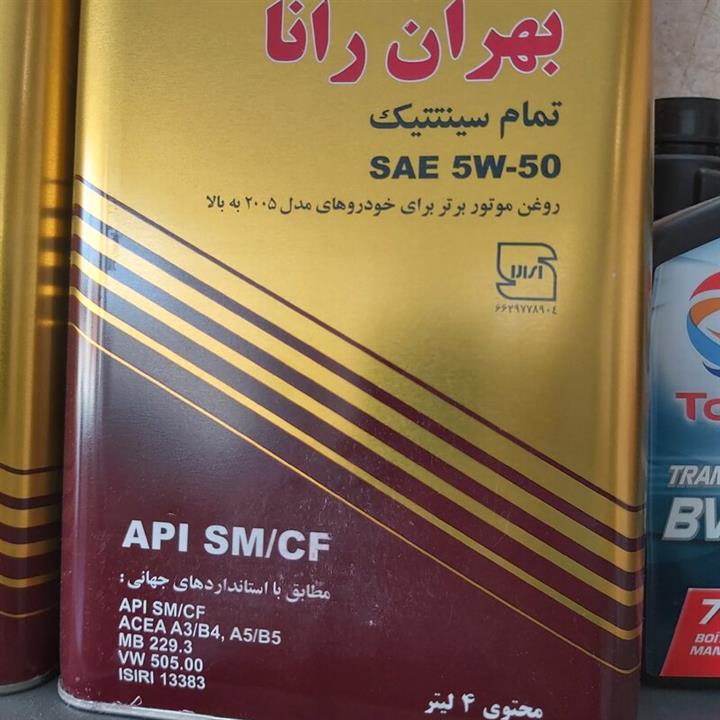 بهران رانا
تمام سینتتیک
SAE 5W-50
روغن موتور برتر برای خودروهای مدل ۲۰۰۵ به بالا
۶۶۲۹۷۷۸۹۰۴
API SM/CF
مطابق با استانداردهای جهانی:
API SM/CF
ACEA A3/B4, A5/B5
MB 229.3
VW 505.00
ISIRI 13383
محتوی ۴ لیتر
BV
7